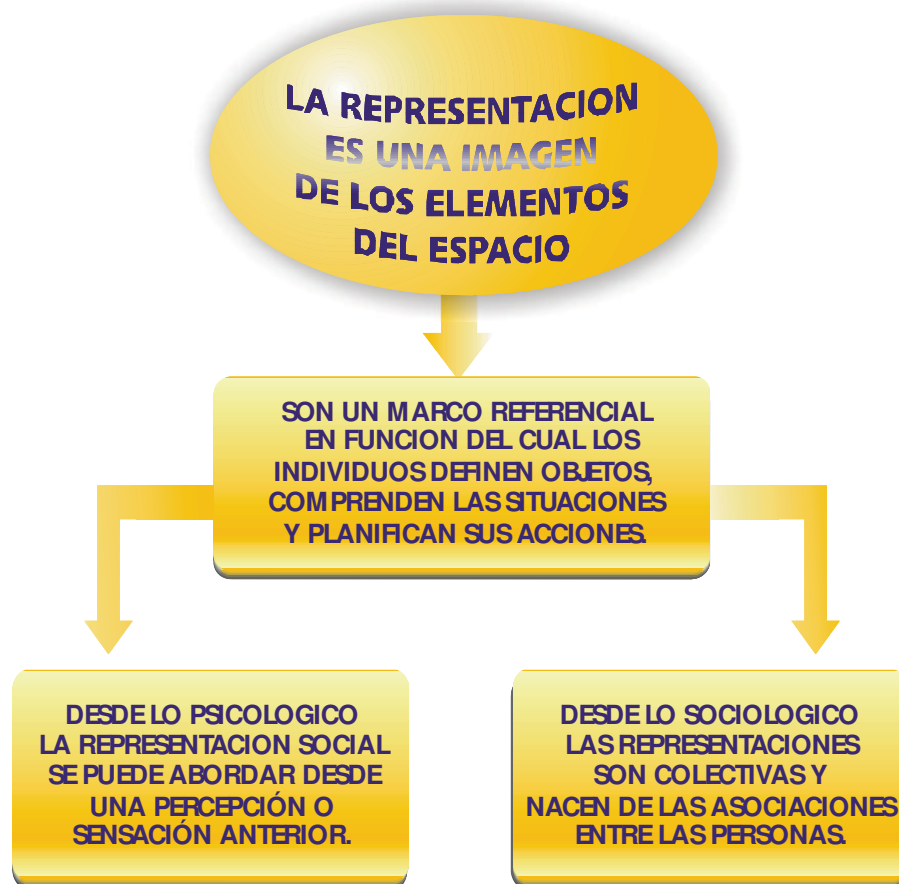 LA REPRESENTACION
ES UNA IMAGEN
DE LOS ELEMENTOS
DEL ESPACIO
SON UN MARCO REFERENCIAL
EN FUNCION DEL CUAL LOS
INDIVIDUOS DEFINEN OBJETOS,
COMPRENDEN LAS SITUACIONES
Y PLANIFICAN SUS ACCIONES.
DESDE LO PSICOLOGICO
LA REPRESENTACION SOCIAL
SE PUEDE ABORDAR DESDE
UNA PERCEPCIÓN O
SENSACIÓN ANTERIOR.
DESDE LO SOCIOLOGICO
LAS REPRESENTACIONES
SON COLECTIVAS Y
NACEN DE LAS ASOCIACIONES
ENTRE LAS PERSONAS.